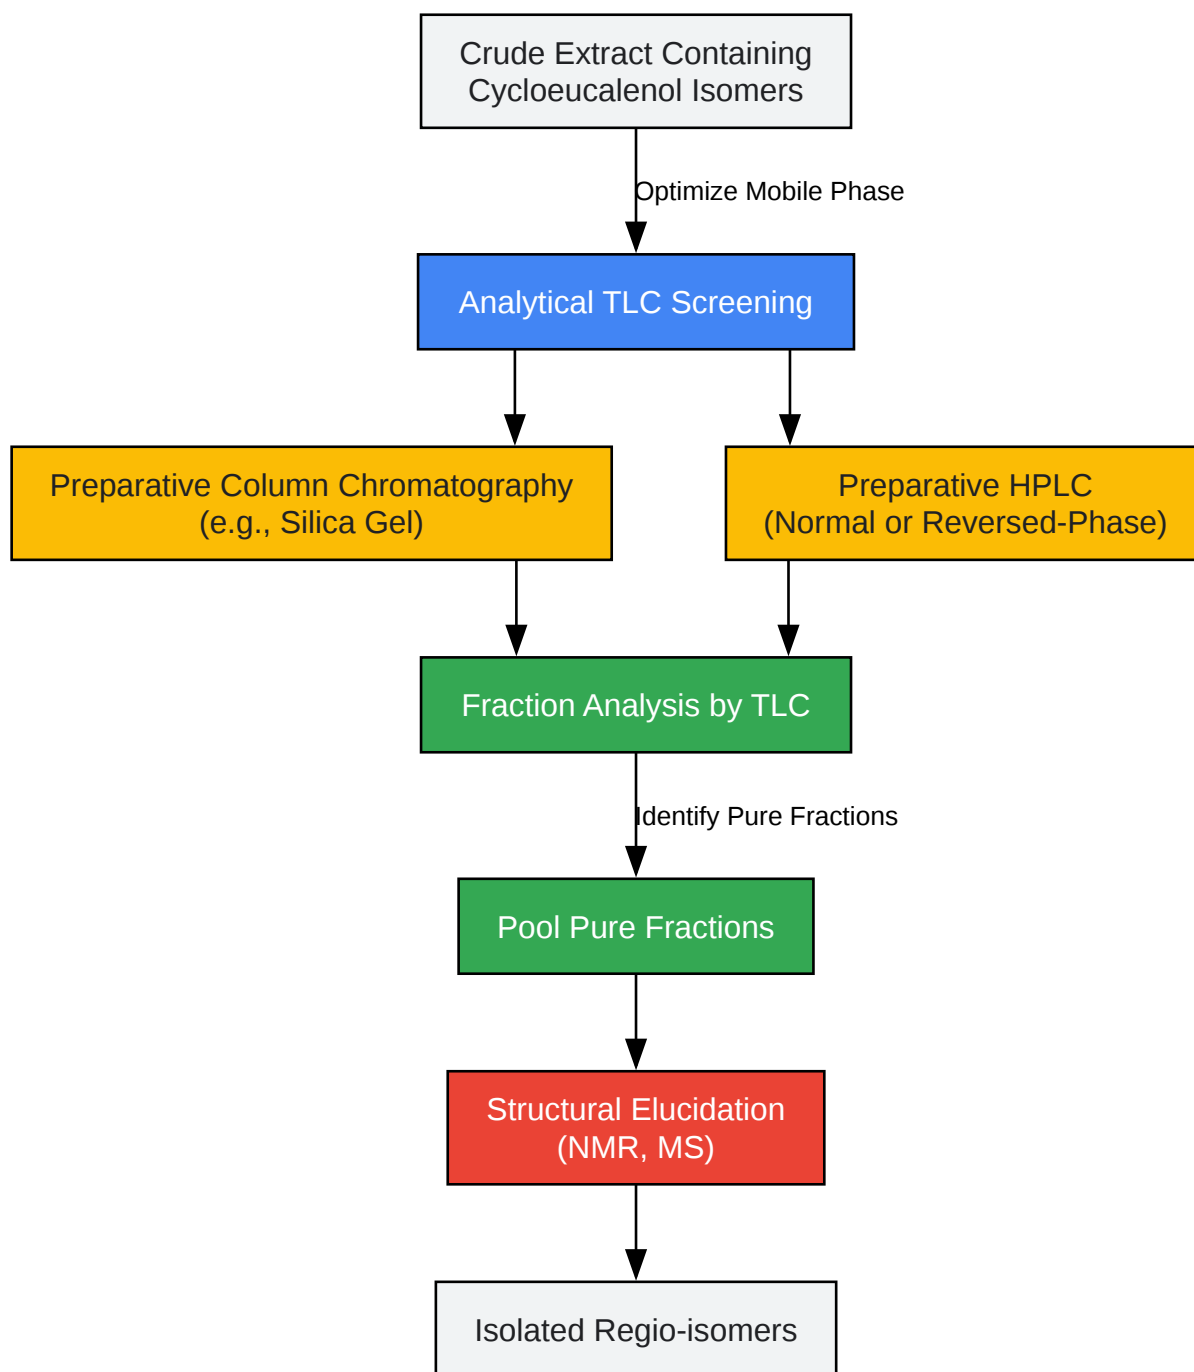 Crude Extract Containing
Cycloeucalenol Isomers
Optimize Mobile Phase
Analytical TLC Screening
Preparative Column Chromatography
(e.g., Silica Gel)
Preparative HPLC
(Normal or Reversed-Phase)
Fraction Analysis by TLC
Identify Pure Fractions
Pool Pure Fractions
Structural Elucidation
(NMR, MS)
Isolated Regio-isomers